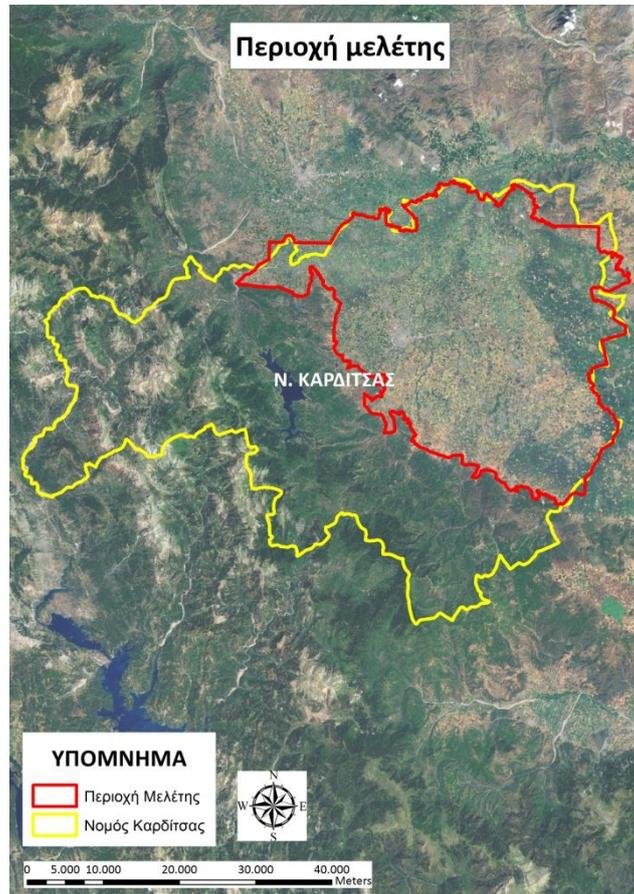 Περιοχή μελέτης
Ν. ΚΑΡΔΙΤΣΑΣ
ΥΠΟΜΝΗΜΑ
Περιοχή Μελέτης
Νομός Καρδίτσας
N
W E
S
0 5.000 10.000 20.000 30.000 40.000
Meters